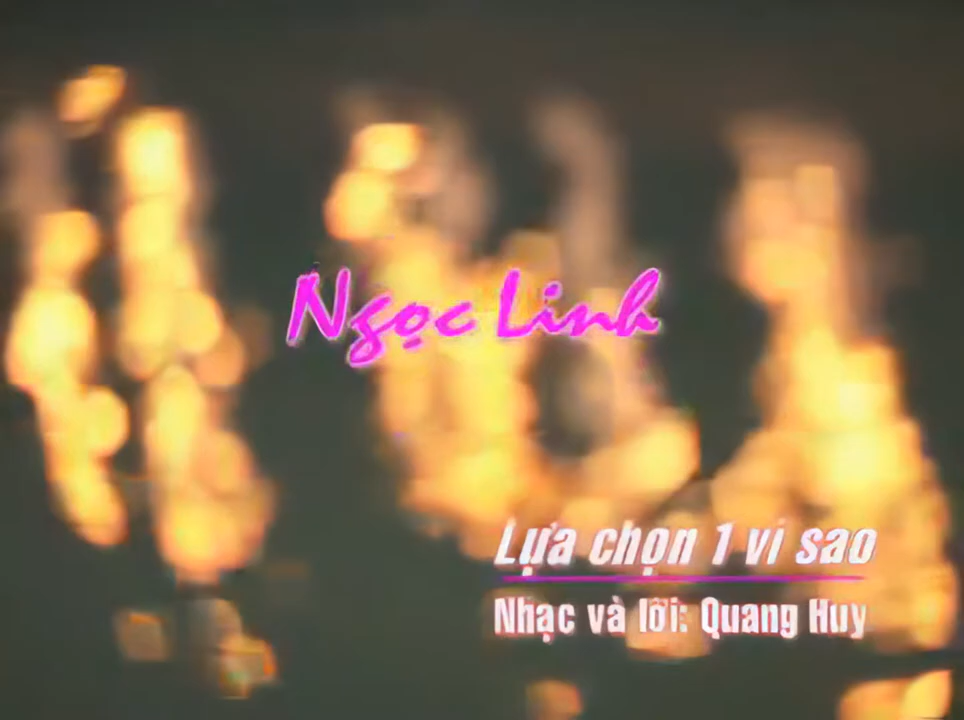 Ngọc Linh
Lựa chọn 1 vì sao
Nhạc và lời: Quang Huy